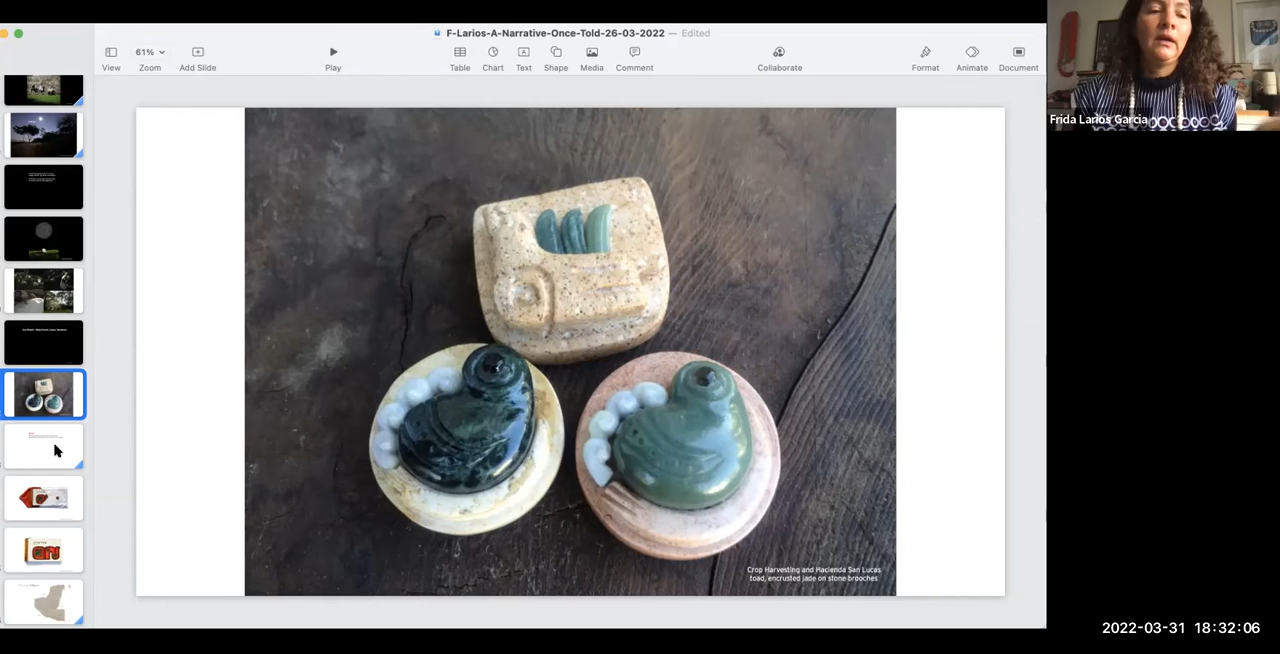 F-Larios-A-Narrative-Once-Told-26-03-2022 — Edited
61%
View
Zoom
Add Slide
Play
Table
Chart
Text
Shape
Media
Comment
Collaborate
Format
Animate
Document
Frida Larios Garcia
Crop Harvesting and Hacienda San Lucas
toad, encrusted jade on stone brooches
2022-03-31 18:32:06